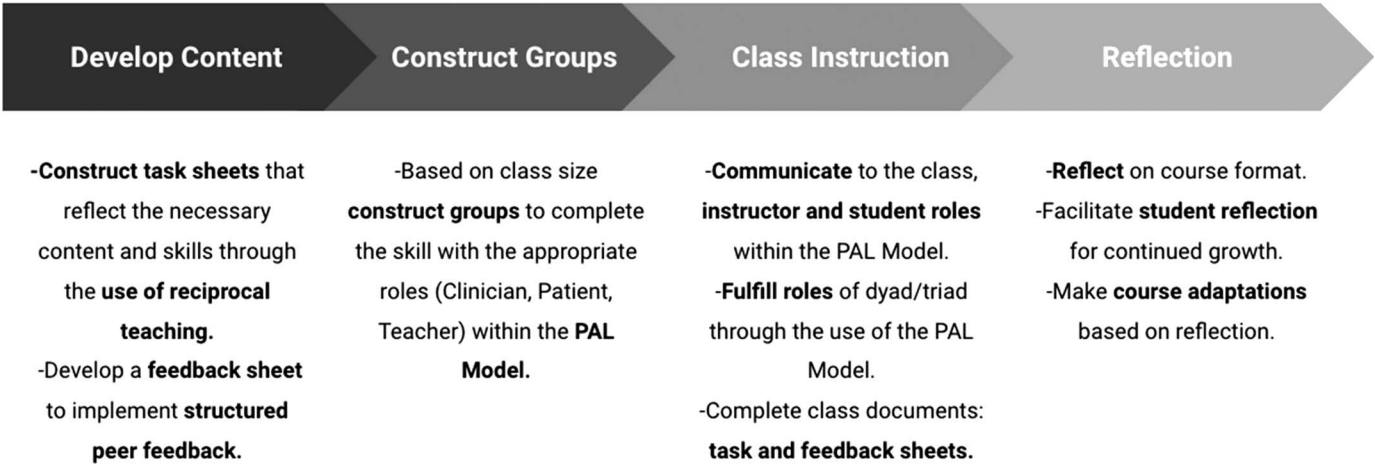 Develop Content
Construct Groups
Class Instruction
Reflection
-Construct task sheets that
reflect the necessary
content and skills through
the use of reciprocal
teaching.
-Develop a feedback sheet
to implement structured
peer feedback.
-Based on class size
construct groups to complete
the skill with the appropriate
roles (Clinician, Patient,
Teacher) within the PAL
Model.
-Communicate to the class,
instructor and student roles
within the PAL Model.
-Fulfill roles of dyad/triad
through the use of the PAL
Model.
-Complete class documents:
task and feedback sheets.
-Reflect on course format.
-Facilitate student reflection
for continued growth.
-Make course adaptations
based on reflection.